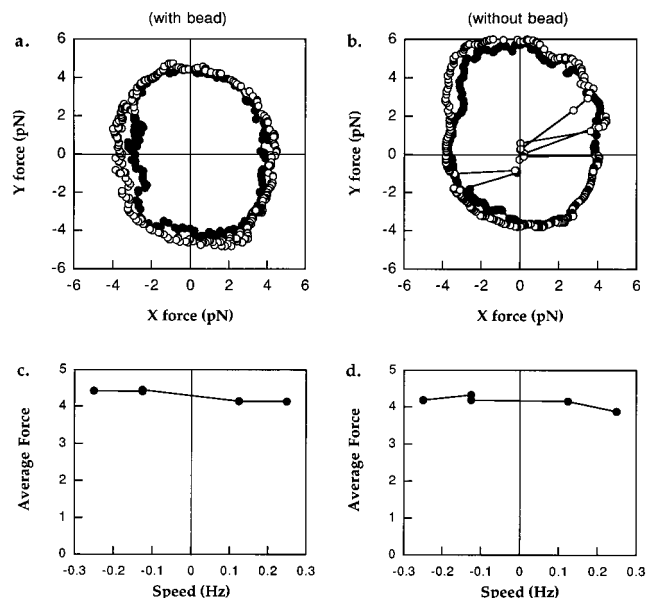 (with bead)
(without bead)
a.
b.
Y force (pN)
6
4
2
0
-2
-4
-6
-6 -4 -2 0 2 4 6
X force (pN)
Y force (pN)
6
4
2
0
-2
-4
-6
-6 -4 -2 0 2 4 6
X force (pN)
c.
d.
Average Force
5
4
3
2
1
0
-0.3 -0.2 -0.1 0 0.1 0.2 0.3
Speed (Hz)
Average Force
5
4
3
2
1
0
-0.3 -0.2 -0.1 0 0.1 0.2 0.3
Speed (Hz)